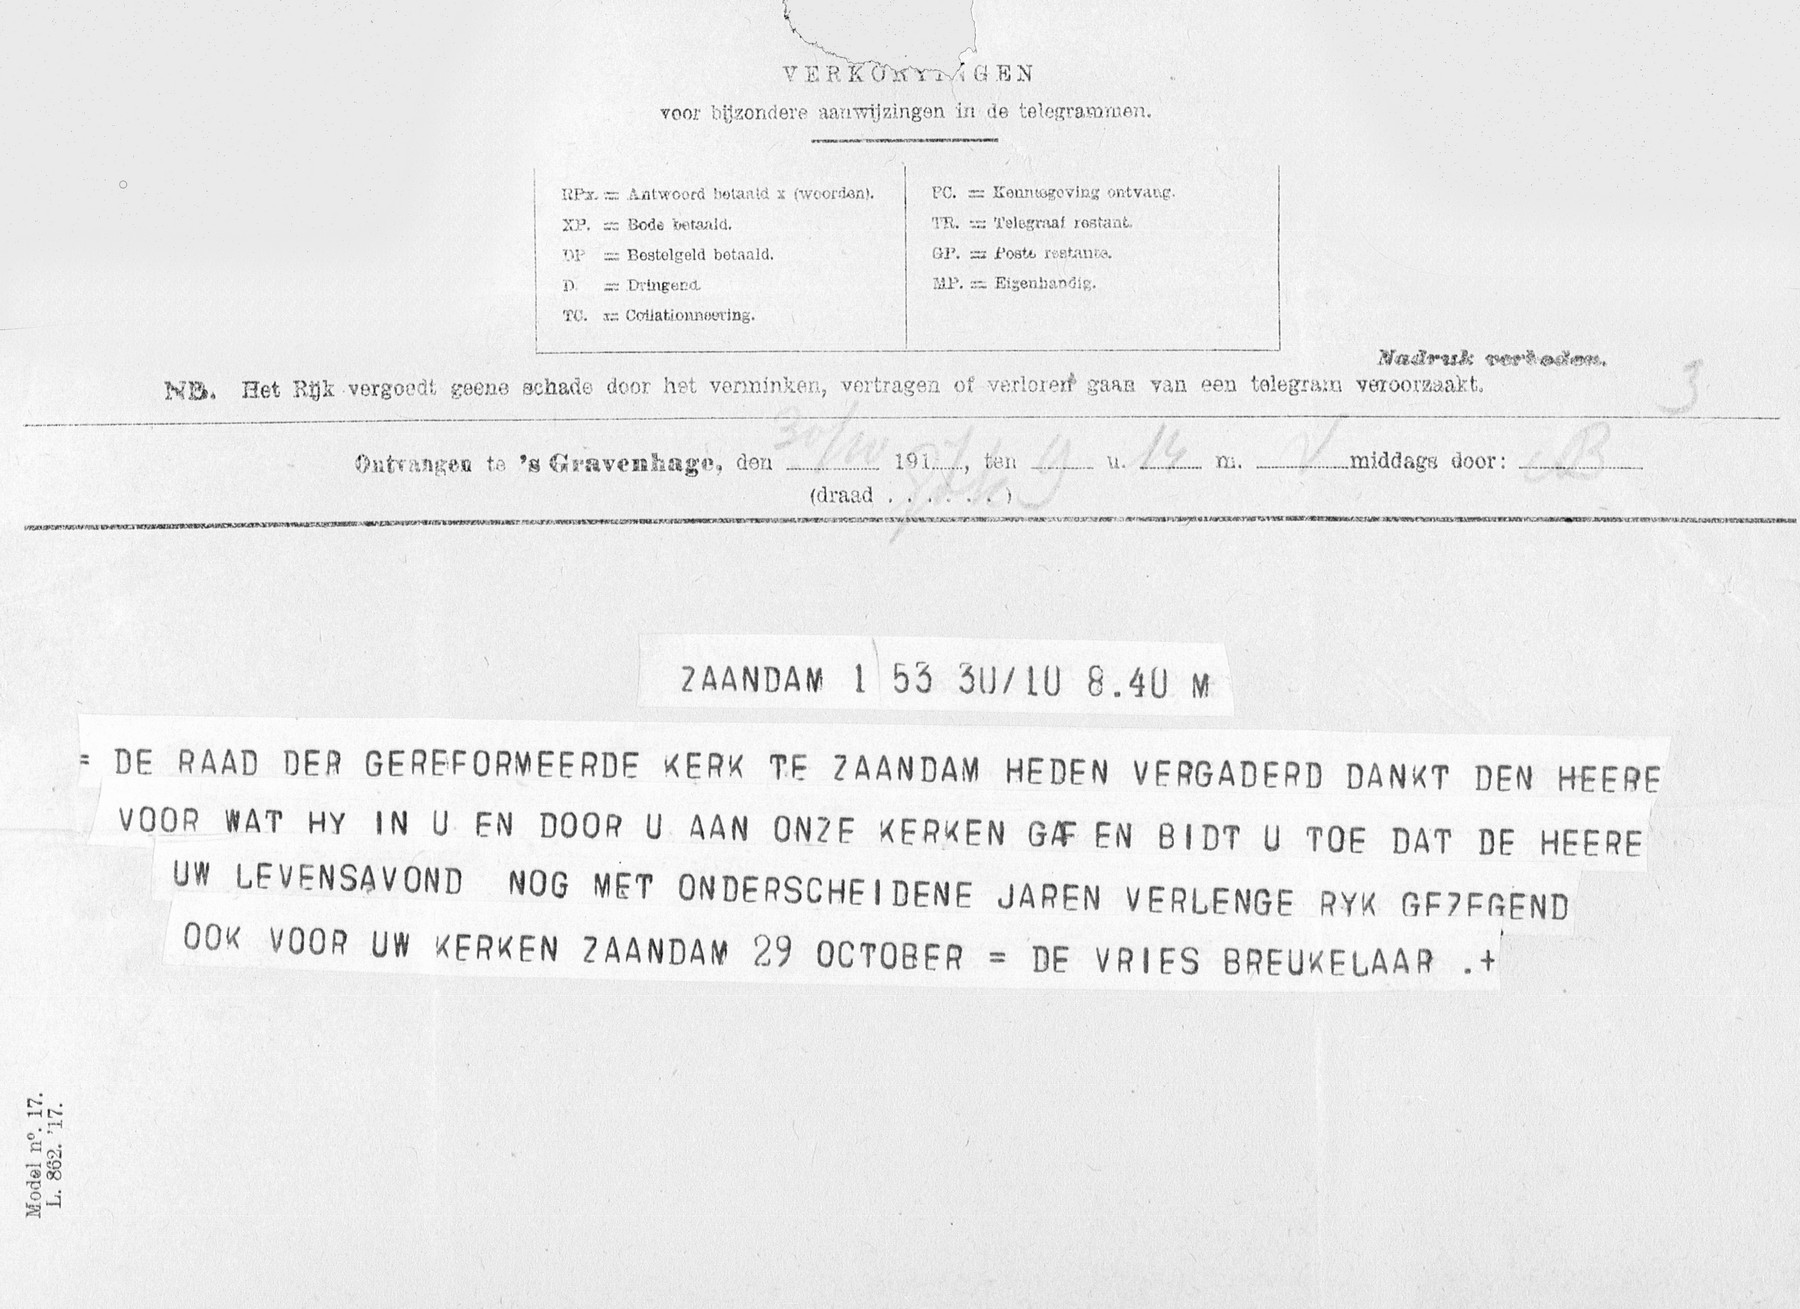 VERKORTINGEN
voor bijzondere aanwijzingen in de telegrammen.
RPx. = Antwoord betaald x (woorden).
XP. = Bode betaald.
DP = Bestelgeld betaald.
D. = Dringend
TC. = Collationneering.
PC. = Kennisgeving ontvang.
TR. = Telegraaf restant.
GP. = Poste restante.
MP. = Eigenhandig.
Nadruk verboden.
3
NB. Het Rijk vergoedt geene schade door het verminken, vertragen of verloren gaan van een telegram veroorzaakt.
Ontvangen te 's Gravenhage, den 30/10 191 , ten 9 u. 14 m. V middags door: B
(draad . . . . . . )
ZAANDAM 1 53 30/10 8.40 M
= DE RAAD DER GEREFORMEERDE KERK TE ZAANDAM HEDEN VERGADERD DANKT DEN HEERE
VOOR WAT HY IN U EN DOOR U AAN ONZE KERKEN GAF EN BIDT U TOE DAT DE HEERE
UW LEVENSAVOND NOG MET ONDERSCHEIDENE JAREN VERLENGE RYK GEZEGEND
OOK VOOR UW KERKEN ZAANDAM 29 OCTOBER = DE VRIES BREUKELAAR .+
Model nº. 17.
L. 862. '17.